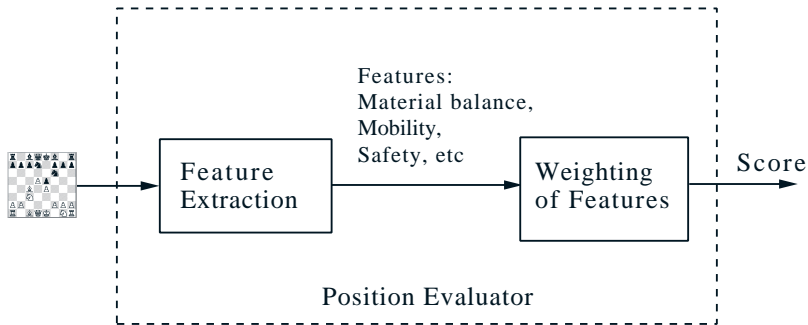 Features:
Material balance,
Mobility,
Safety, etc
Feature
Extraction
Weighting
of Features
Score
Position Evaluator